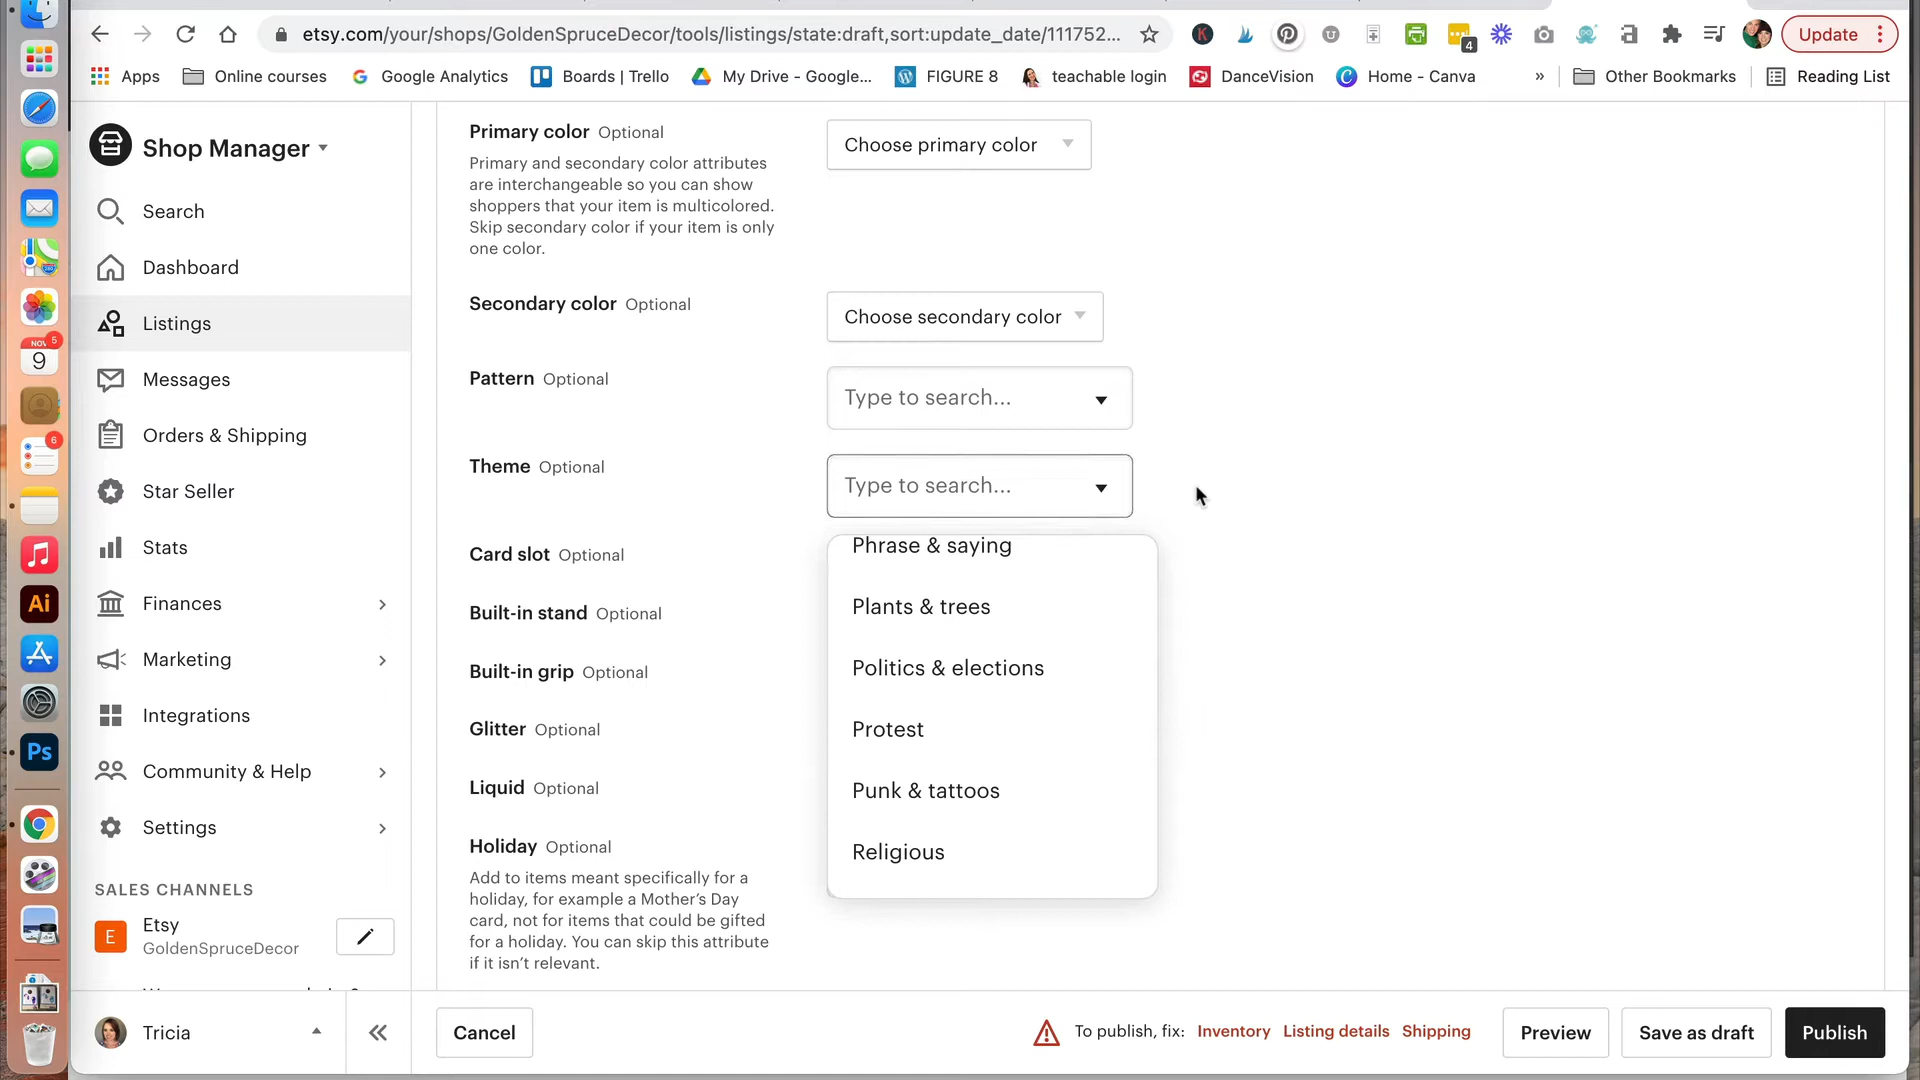 etsy.com/your/shops/GoldenSpruceDecor/tools/listings/state:draft,sort:update_date/111752...
4
Update
Apps
Online courses
Google Analytics
Boards | Trello
My Drive - Google...
FIGURE 8
teachable login
DanceVision
Home - Canva
»
Other Bookmarks
Reading List
Shop Manager
Search
Dashboard
Listings
Messages
Orders & Shipping
Star Seller
Stats
Finances
Marketing
Integrations
Community & Help
Settings
SALES CHANNELS
E
Etsy
GoldenSpruceDecor
Tricia
NOV
5
9
6
Ai
Ps
Primary color Optional
Primary and secondary color attributes
are interchangeable so you can show
shoppers that your item is multicolored.
Skip secondary color if your item is only
one color.
Choose primary color
Secondary color Optional
Choose secondary color
Pattern Optional
Type to search...
Theme Optional
Type to search...
Card slot Optional
Built-in stand Optional
Built-in grip Optional
Glitter Optional
Liquid Optional
Holiday Optional
Add to items meant specifically for a
holiday, for example a Mother's Day
card, not for items that could be gifted
for a holiday. You can skip this attribute
if it isn't relevant.
Phrase & saying
Plants & trees
Politics & elections
Protest
Punk & tattoos
Religious
Cancel
To publish, fix: Inventory Listing details Shipping
Preview
Save as draft
Publish